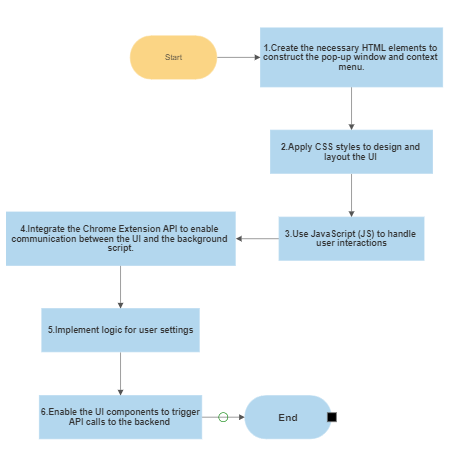 Start
1.Create the necessary HTML elements to
construct the pop-up window and context
menu.
2.Apply CSS styles to design and
layout the UI
3.Use JavaScript (JS) to handle
user interactions
4.Integrate the Chrome Extension API to enable
communication between the UI and the background
script.
5.Implement logic for user settings
6.Enable the UI components to trigger
API calls to the backend
End